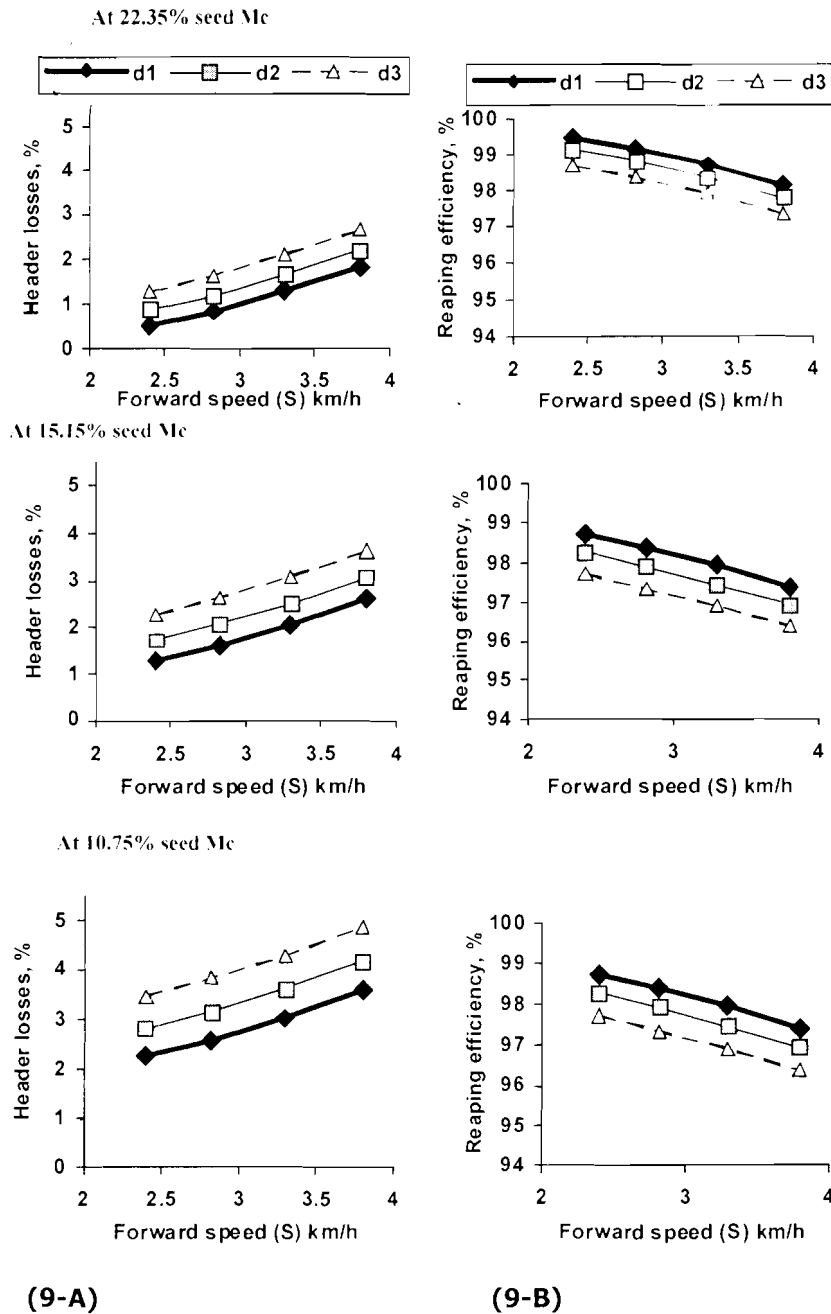 At 22.35% seed Mc
d1 d2 d3
Header losses, %
5
4
3
2
1
0
2 2.5 3 3.5 4
Forward speed (S) km/h
d1 d2 d3
Reaping efficiency, %
100
99
98
97
96
95
94
2 2.5 3 3.5 4
Forward speed (S) km/h
At 15.15% seed Mc
Header losses, %
5
4
3
2
1
0
2 2.5 3 3.5 4
Forward speed (S) km/h
Reaping efficiency, %
100
99
98
97
96
95
94
2 3 4
Forward speed (S) km/h
At 10.75% seed Mc
Header losses, %
5
4
3
2
1
0
2 2.5 3 3.5 4
Forward speed (S) km/h
Reaping efficiency, %
100
99
98
97
96
95
94
2 3 4
Forward speed (S) km/h
(9-A) (9-B)